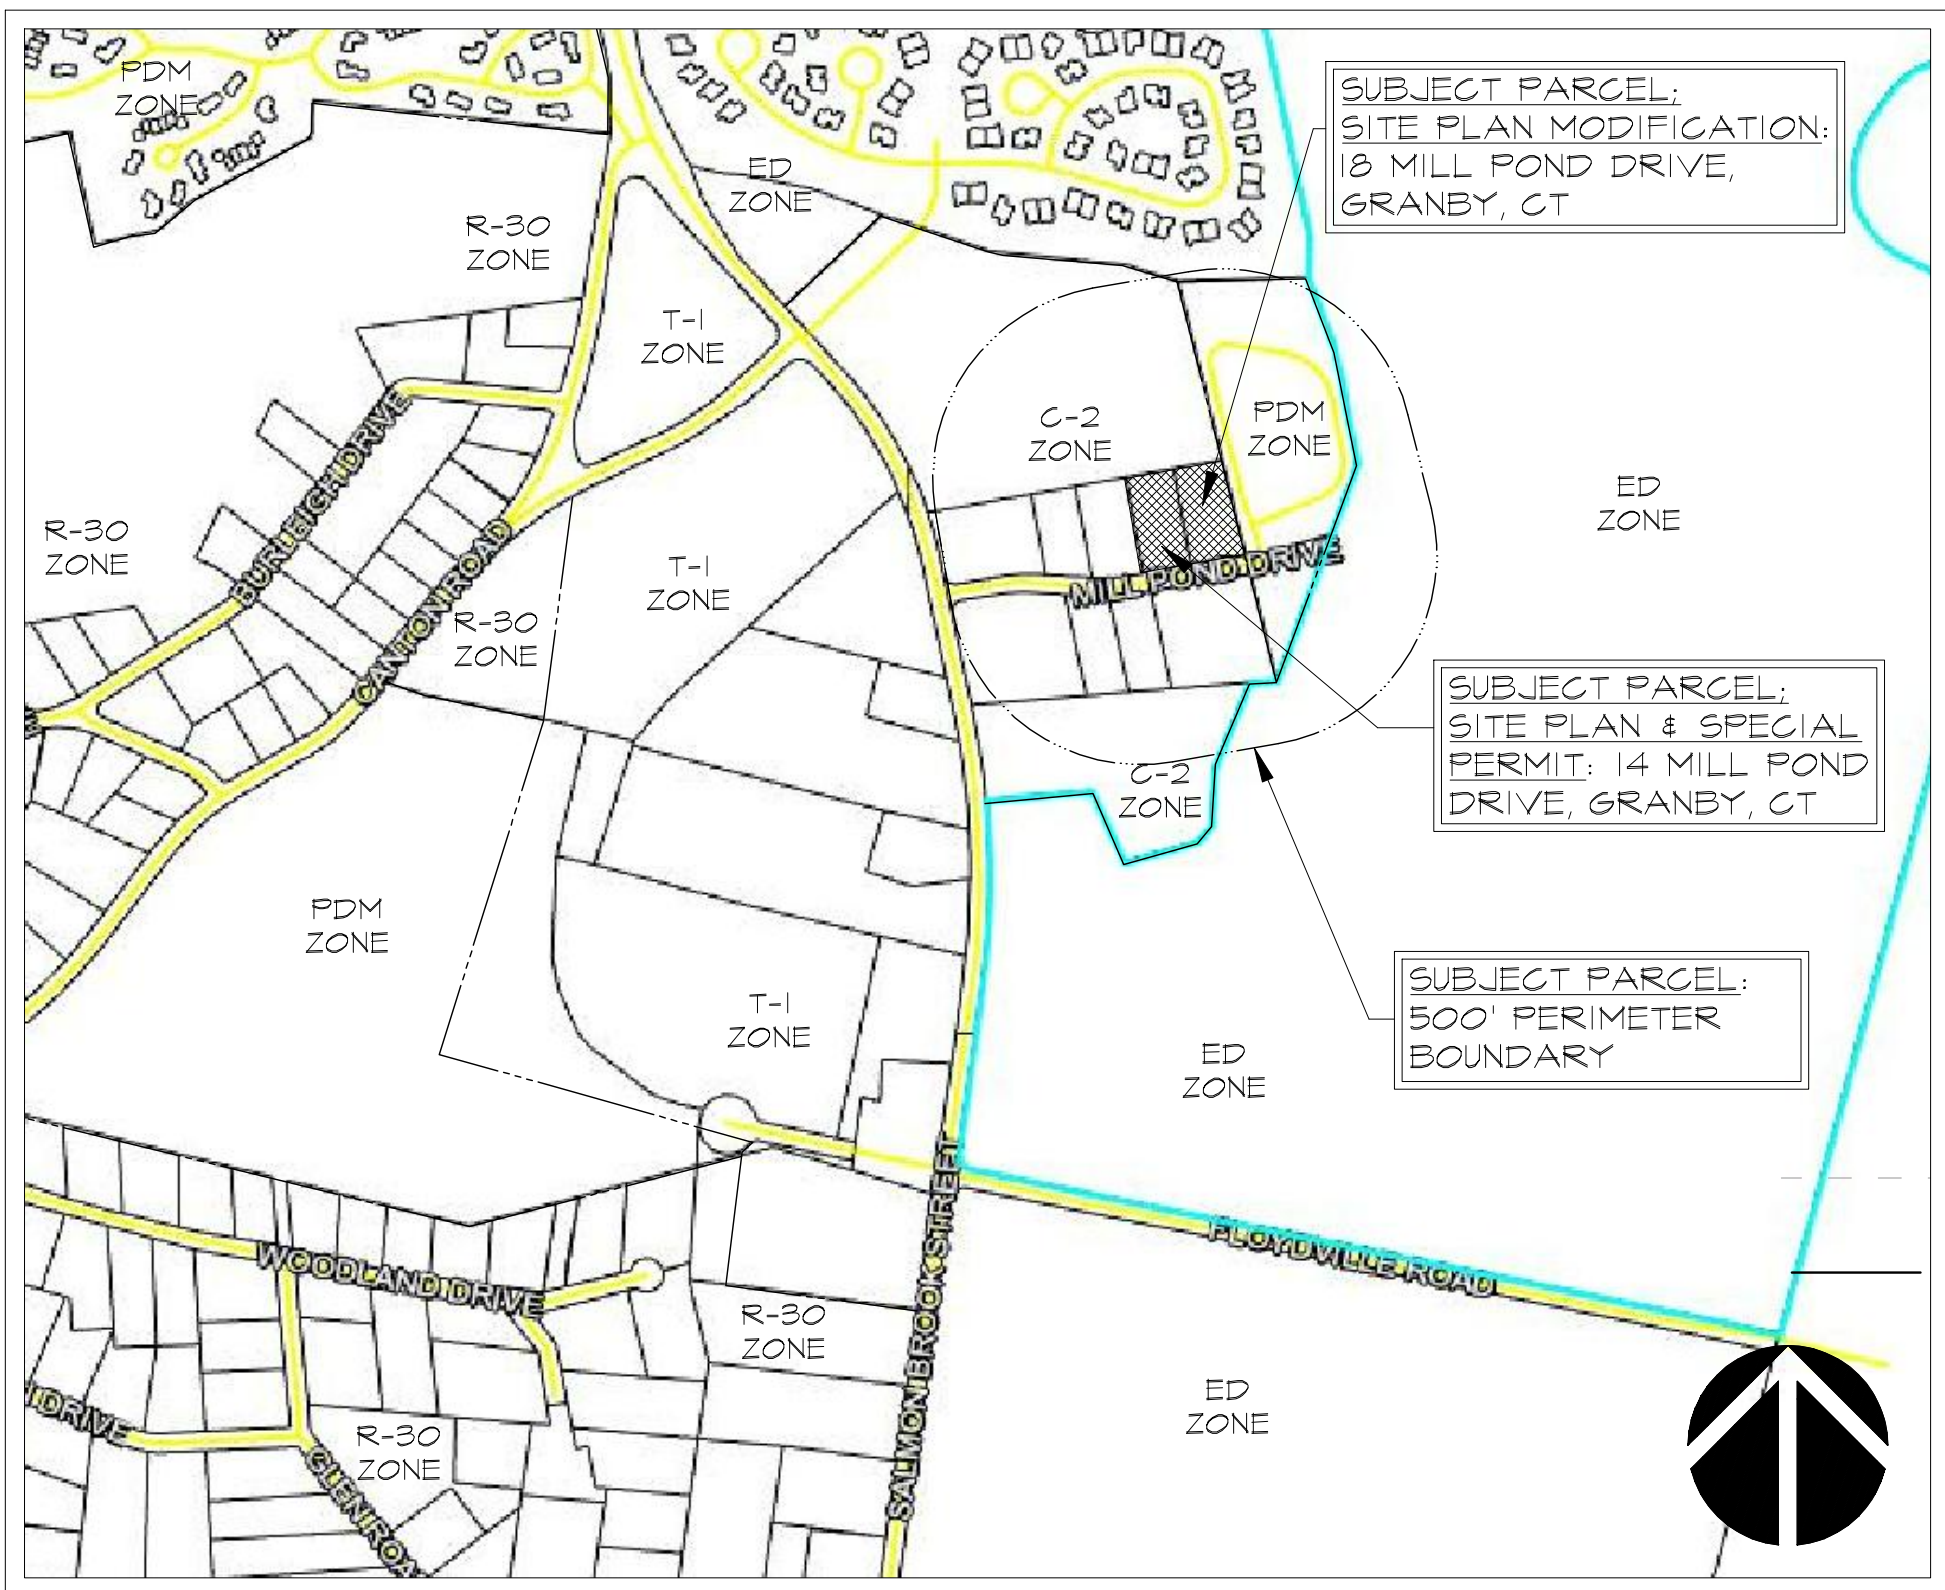 PDM
ZONE
SUBJECT PARCEL;
SITE PLAN MODIFICATION:
18 MILL POND DRIVE,
GRANBY, CT
ED
ZONE
R-30
ZONE
T-1
ZONE
C-2
ZONE
PDM
ZONE
ED
ZONE
R-30
ZONE
BURLEIGH DRIVE
CANTON ROAD
R-30
ZONE
T-1
ZONE
MILL POND DRIVE
SUBJECT PARCEL;
SITE PLAN & SPECIAL
PERMIT: 14 MILL POND
DRIVE, GRANBY, CT
C-2
ZONE
PDM
ZONE
T-1
ZONE
SUBJECT PARCEL:
500' PERIMETER
BOUNDARY
ED
ZONE
SALMON BROOK STREET
FLOYDVILLE ROAD
WOODLAND DRIVE
R-30
ZONE
DRIVE
R-30
ZONE
GLEN ROA
ED
ZONE